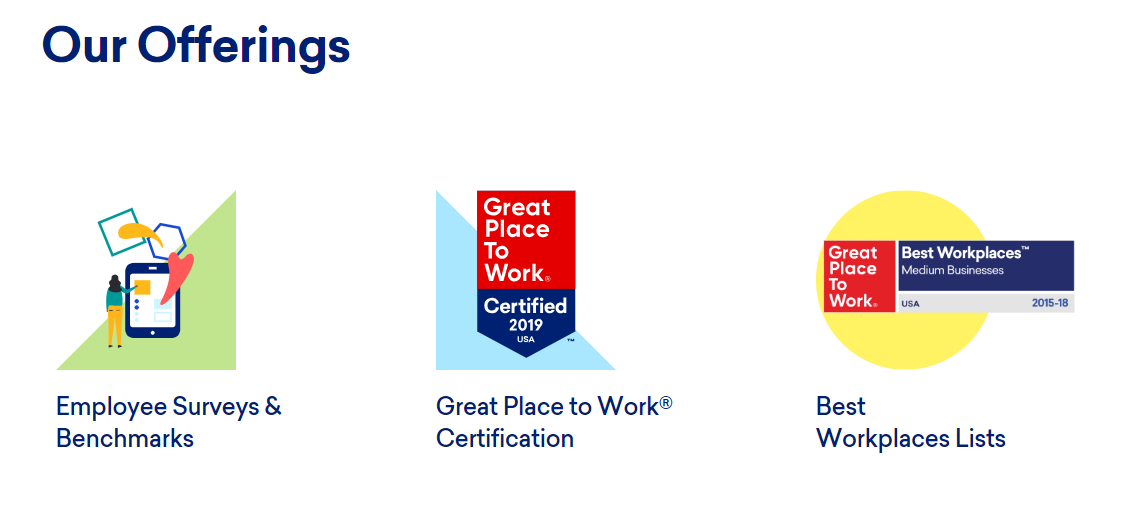 Our Offerings
Great
Place
To
Work®
Certified
2019
USA
™
Great
Place
To
Work®
Best Workplaces™
Medium Businesses
USA 2015-18
Employee Surveys &
Benchmarks
Great Place to Work®
Certification
Best
Workplaces Lists